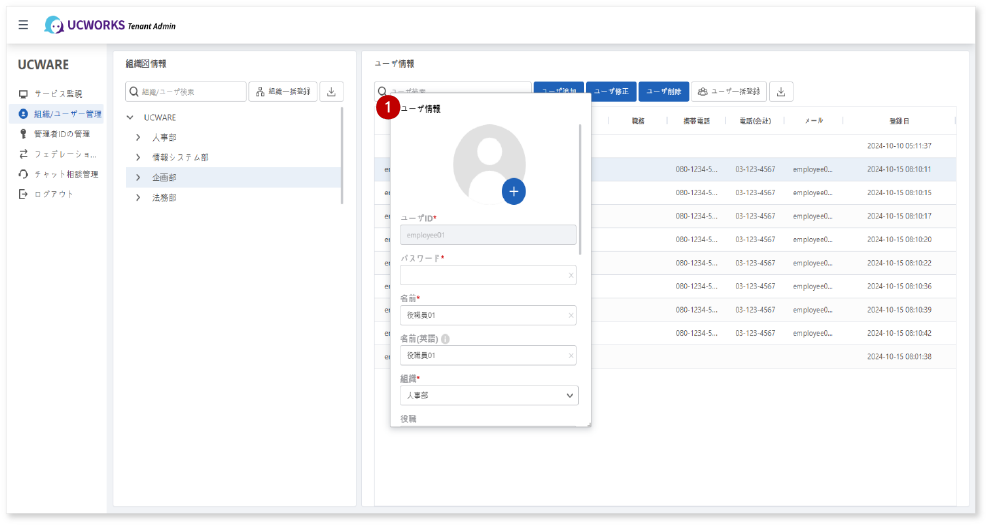 UCWORKS Tenant Admin
UCWARE
サービス監視
組織/ユーザー管理
管理者IDの管理
フェデレーショ...
チャット相談管理
ログアウト
組織図情報
組織/ユーザ検索
組織一括登録
UCWARE
人事部
情報システム部
企画部
法務部
ユーザ情報
ユーザ検索
ユーザ追加
ユーザ修正
ユーザ削除
ユーザー一括登録
職務 携帯電話 電話(会社) メール 登録日
2024-10-10 05:11:37
080-1234-5... 03-123-4567 employee0... 2024-10-15 08:10:11
080-1234-5... 03-123-4567 employee0... 2024-10-15 08:10:15
080-1234-5... 03-123-4567 employee0... 2024-10-15 08:10:17
080-1234-5... 03-123-4567 employee0... 2024-10-15 08:10:20
080-1234-5... 03-123-4567 employee0... 2024-10-15 08:10:22
080-1234-5... 03-123-4567 employee0... 2024-10-15 08:10:36
080-1234-5... 03-123-4567 employee0... 2024-10-15 08:10:39
080-1234-5... 03-123-4567 employee0... 2024-10-15 08:10:42
2024-10-15 08:01:38
1
ユーザ情報
ユーザID*
employee01
パスワード*
名前*
役職員01
名前(英語)
役職員01
組織*
人事部
役職